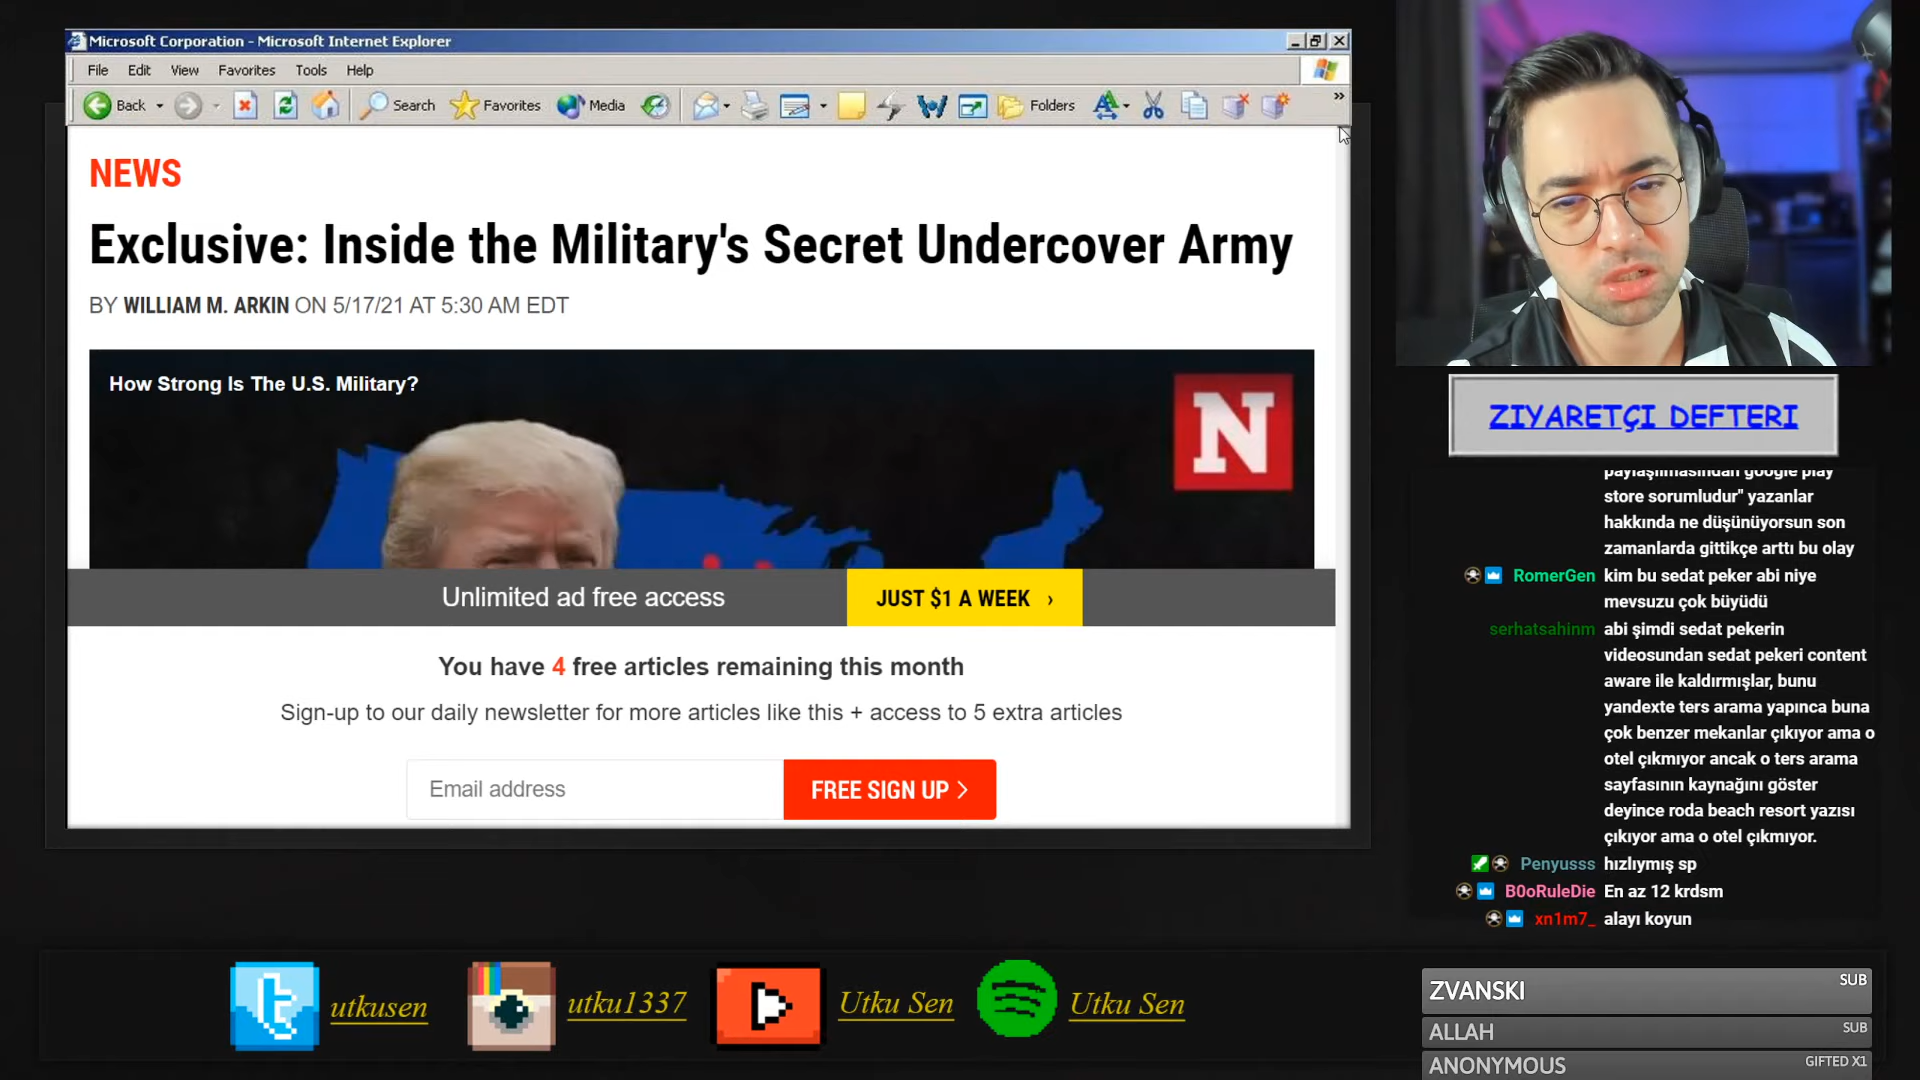 Microsoft Corporation - Microsoft Internet Explorer
File Edit View Favorites Tools Help
Back Search Favorites Media Folders
NEWS
Exclusive: Inside the Military's Secret Undercover Army
BY WILLIAM M. ARKIN ON 5/17/21 AT 5:30 AM EDT
How Strong Is The U.S. Military?
N
Unlimited ad free access
JUST $1 A WEEK ›
You have 4 free articles remaining this month
Sign-up to our daily newsletter for more articles like this + access to 5 extra articles
Email address
FREE SIGN UP >
ZIYARETÇI DEFTERI
paylaşılmasından google play
store sorumludur" yazanlar
hakkında ne düşünüyorsun son
zamanlarda gittikçe arttı bu olay
RomerGen kim bu sedat peker abi niye
mevsuzu çok büyüdü
serhatsahinm abi şimdi sedat pekerin
videosundan sedat pekeri content
aware ile kaldırmışlar, bunu
yandexte ters arama yapınca buna
çok benzer mekanlar çıkıyor ama o
otel çıkmıyor ancak o ters arama
sayfasının kaynağını göster
deyince roda beach resort yazısı
çıkıyor ama o otel çıkmıyor.
Penyusss hızlıymış sp
B0oRuleDie En az 12 krdsm
xn1m7_ alayı koyun
utkusen
utku1337
Utku Sen
Utku Sen
ZVANSKI SUB
ALLAH SUB
ANONYMOUS GIFTED X1